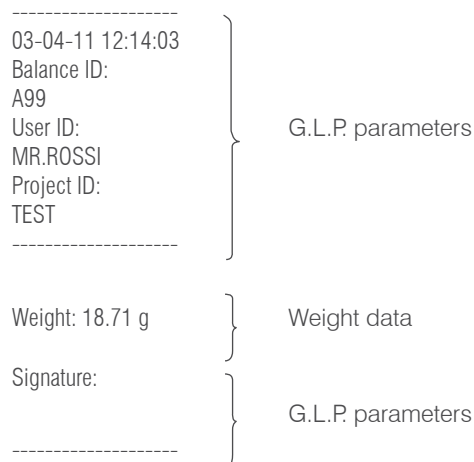 --------------------
03-04-11 12:14:03
Balance ID:
A99
User ID:
G.L.P. parameters
MR.ROSSI
Project ID:
TEST
--------------------
Weight: 18.71 g
Weight data
Signature:
G.L.P. parameters
--------------------